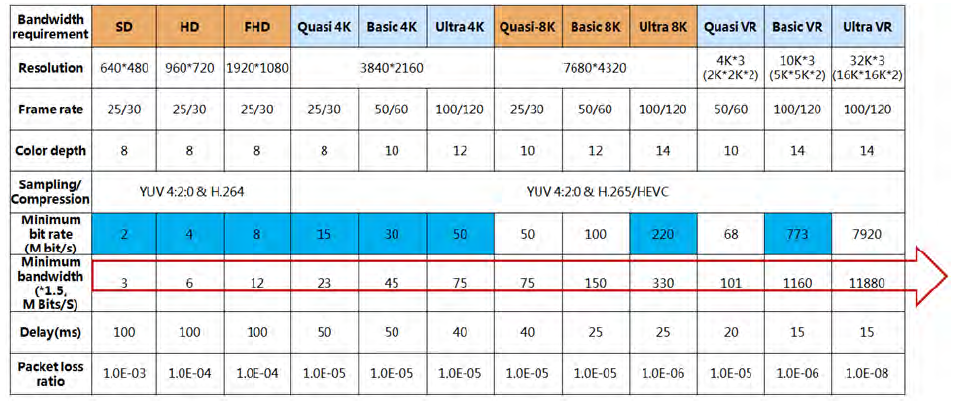 Bandwidth requirement SD HD FHD Quasi 4K Basic 4K Ultra 4K Quasi-8K Basic 8K Ultra 8K Quasi VR Basic VR Ultra VR
Resolution 640*480 960*720 1920*1080 3840*2160 7680*4320 4K*3 (2K*2K*2) 10K*3 (5K*5K*2) 32K*3 (16K*16K*2)
Frame rate 25/30 25/30 25/30 25/30 50/60 100/120 25/30 50/60 100/120 50/60 100/120 100/120
Color depth 8 8 8 8 10 12 10 12 14 10 14 14
Sampling/ Compression YUV 4:2:0 & H.264 YUV 4:2:0 & H.265/HEVC
Minimum bit rate (M bit/s) 2 4 8 15 30 50 50 100 220 68 773 7920
Minimum bandwidth (*1.5, M Bits/S) 3 6 12 23 45 75 75 150 330 101 1160 11880
Delay(ms) 100 100 100 50 50 40 40 25 25 20 15 15
Packet loss ratio 1.0E-03 1.0E-04 1.0E-04 1.0E-05 1.0E-05 1.0E-05 1.0E-05 1.0E-05 1.0E-06 1.0E-05 1.0E-06 1.0E-08